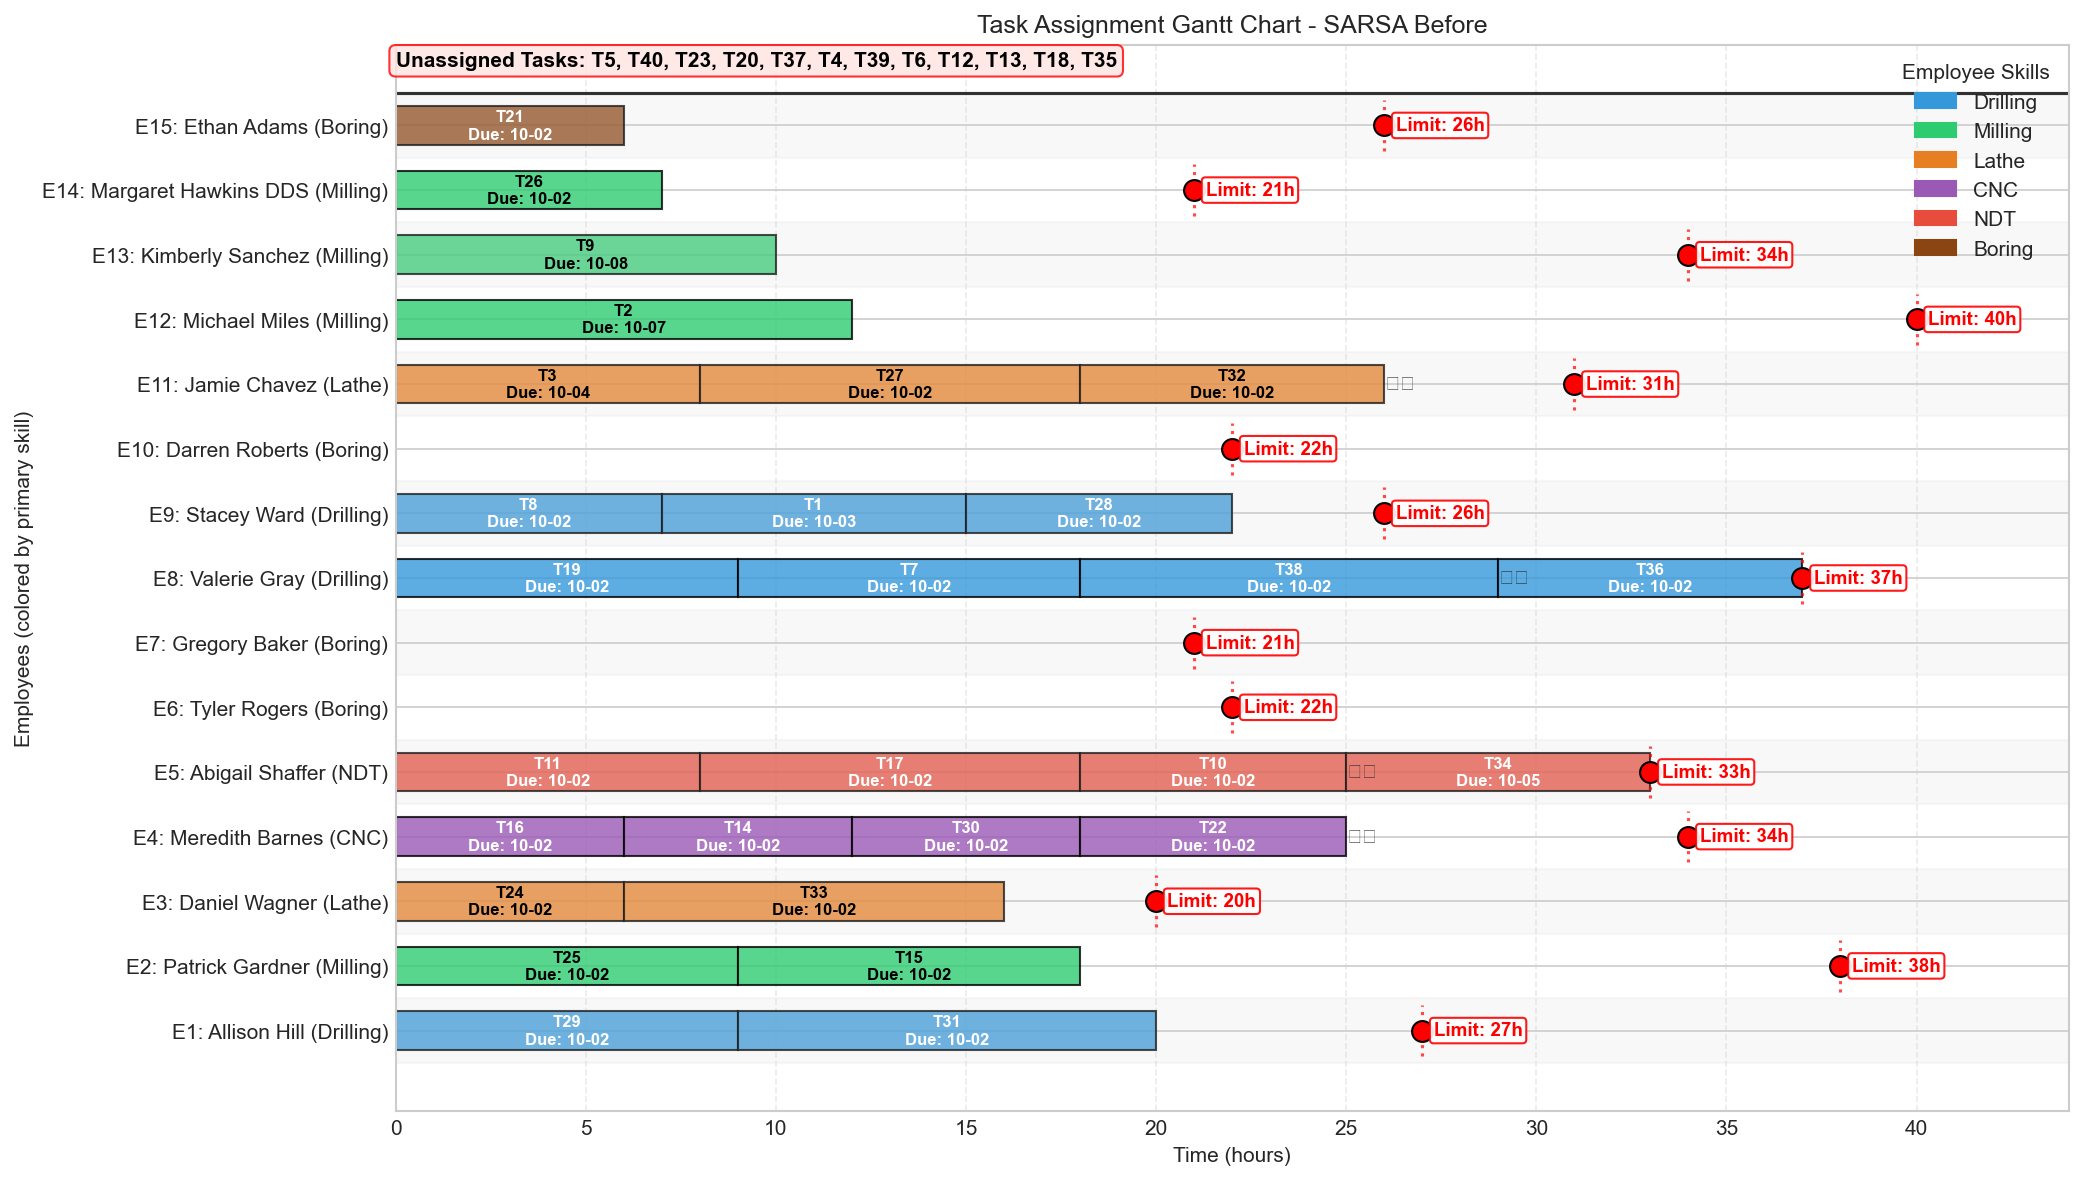 Task Assignment Gantt Chart - SARSA Before
Unassigned Tasks: T5, T40, T23, T20, T37, T4, T39, T6, T12, T13, T18, T35
Employee Skills
Drilling
Milling
Lathe
CNC
NDT
Boring
Employees (colored by primary skill)
E15: Ethan Adams (Boring)
T21
Due: 10-02
Limit: 26h
E14: Margaret Hawkins DDS (Milling)
T26
Due: 10-02
Limit: 21h
E13: Kimberly Sanchez (Milling)
T9
Due: 10-08
Limit: 34h
E12: Michael Miles (Milling)
T2
Due: 10-07
Limit: 40h
E11: Jamie Chavez (Lathe)
T3
Due: 10-04
T27
Due: 10-02
T32
Due: 10-02
Limit: 31h
E10: Darren Roberts (Boring)
Limit: 22h
E9: Stacey Ward (Drilling)
T8
Due: 10-02
T1
Due: 10-03
T28
Due: 10-02
Limit: 26h
E8: Valerie Gray (Drilling)
T19
Due: 10-02
T7
Due: 10-02
T38
Due: 10-02
T36
Due: 10-02
Limit: 37h
E7: Gregory Baker (Boring)
Limit: 21h
E6: Tyler Rogers (Boring)
Limit: 22h
E5: Abigail Shaffer (NDT)
T11
Due: 10-02
T17
Due: 10-02
T10
Due: 10-02
T34
Due: 10-05
Limit: 33h
E4: Meredith Barnes (CNC)
T16
Due: 10-02
T14
Due: 10-02
T30
Due: 10-02
T22
Due: 10-02
Limit: 34h
E3: Daniel Wagner (Lathe)
T24
Due: 10-02
T33
Due: 10-02
Limit: 20h
E2: Patrick Gardner (Milling)
T25
Due: 10-02
T15
Due: 10-02
Limit: 38h
E1: Allison Hill (Drilling)
T29
Due: 10-02
T31
Due: 10-02
Limit: 27h
0 5 10 15 20 25 30 35 40
Time (hours)